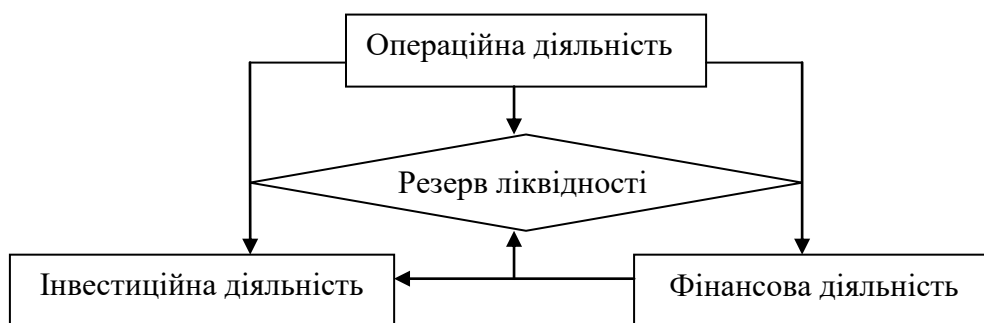 Операційна діяльність
Резерв ліквідності
Інвестиційна діяльність
Фінансова діяльність